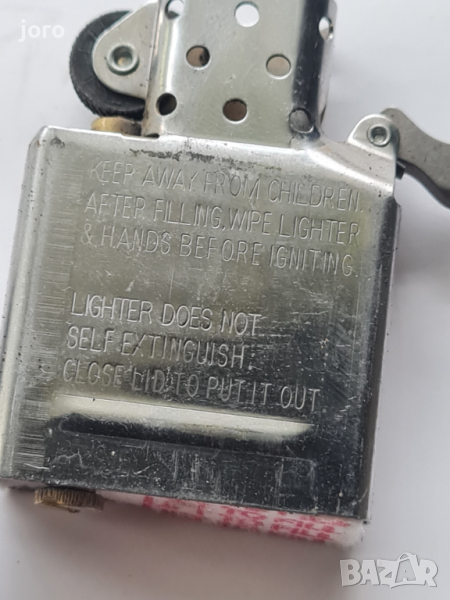 joro
KEEP AWAY FROM CHILDREN.
AFTER FILLING, WIPE LIGHTER
& HANDS BEFORE IGNITING.
LIGHTER DOES NOT
SELF EXTINGUISH.
CLOSE LID TO PUT IT OUT
BAZAR